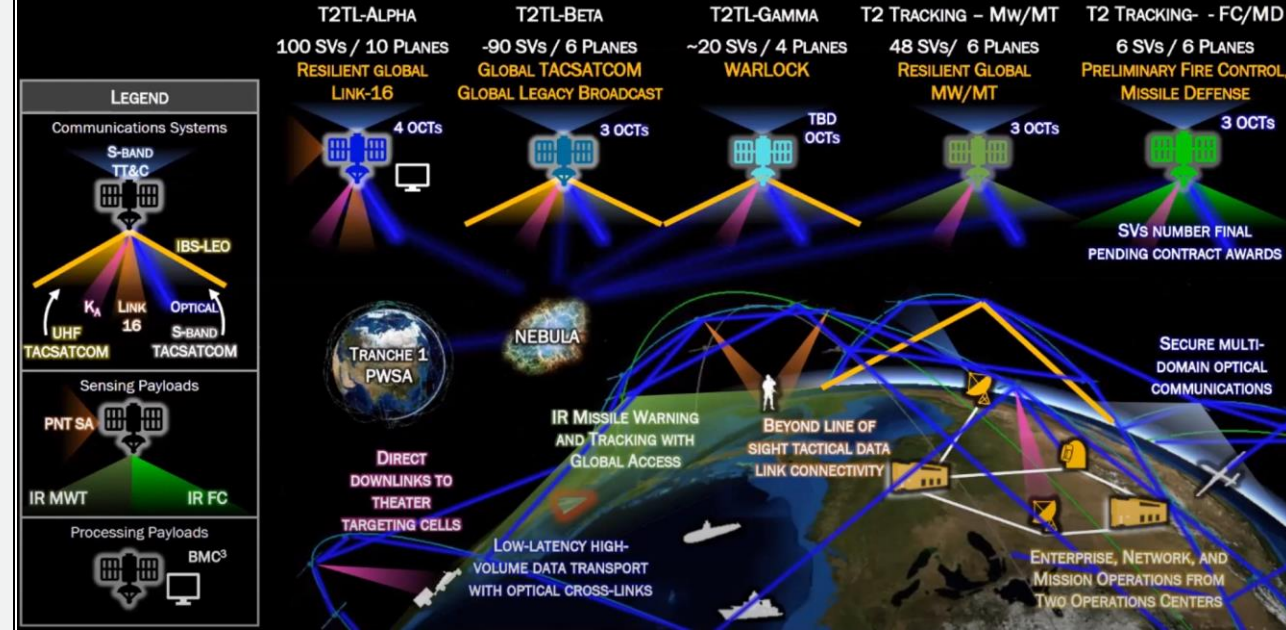 T2TL-ALPHA
100 SVs / 10 PLANES
RESILIENT GLOBAL
LINK-16
4 OCTs
T2TL-BETA
-90 SVs / 6 PLANES
GLOBAL TACSATCOM
GLOBAL LEGACY BROADCAST
3 OCTs
T2TL-GAMMA
~20 SVs / 4 PLANES
WARLOCK
TBD
OCTs
T2 TRACKING – MW/MT
48 SVs/ 6 PLANES
RESILIENT GLOBAL
MW/MT
3 OCTs
T2 TRACKING- - FC/MD
6 SVs / 6 PLANES
PRELIMINARY FIRE CONTROL
MISSILE DEFENSE
3 OCTs
SVs NUMBER FINAL
PENDING CONTRACT AWARDS
LEGEND
Communications Systems
S-BAND
TT&C
IBS-LEO
KA
LINK
16
OPTICAL
UHF
TACSATCOM
S-BAND
TACSATCOM
Sensing Payloads
PNT SA
IR MWT
IR FC
Processing Payloads
BMC³
TRANCHE 1
PWSA
NEBULA
DIRECT
DOWNLINKS TO
THEATER
TARGETING CELLS
IR MISSILE WARNING
AND TRACKING WITH
GLOBAL ACCESS
LOW-LATENCY HIGH-
VOLUME DATA TRANSPORT
WITH OPTICAL CROSS-LINKS
BEYOND LINE OF
SIGHT TACTICAL DATA
LINK CONNECTIVITY
SECURE MULTI-
DOMAIN OPTICAL
COMMUNICATIONS
ENTERPRISE, NETWORK, AND
MISSION OPERATIONS FROM
TWO OPERATIONS CENTERS